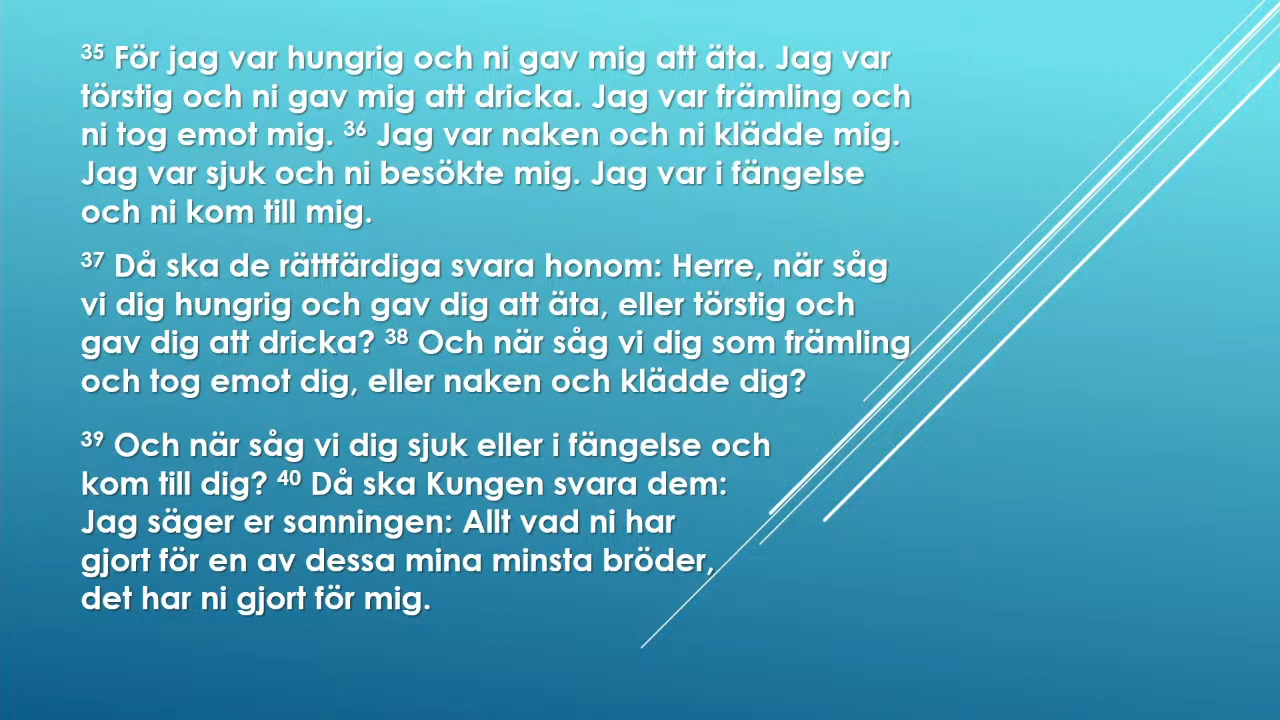 ³⁵ För jag var hungrig och ni gav mig att äta. Jag var
törstig och ni gav mig att dricka. Jag var främling och
ni tog emot mig. ³⁶ Jag var naken och ni klädde mig.
Jag var sjuk och ni besökte mig. Jag var i fängelse
och ni kom till mig.
³⁷ Då ska de rättfärdiga svara honom: Herre, när såg
vi dig hungrig och gav dig att äta, eller törstig och
gav dig att dricka? ³⁸ Och när såg vi dig som främling
och tog emot dig, eller naken och klädde dig?
³⁹ Och när såg vi dig sjuk eller i fängelse och
kom till dig? ⁴⁰ Då ska Kungen svara dem:
Jag säger er sanningen: Allt vad ni har
gjort för en av dessa mina minsta bröder,
det har ni gjort för mig.